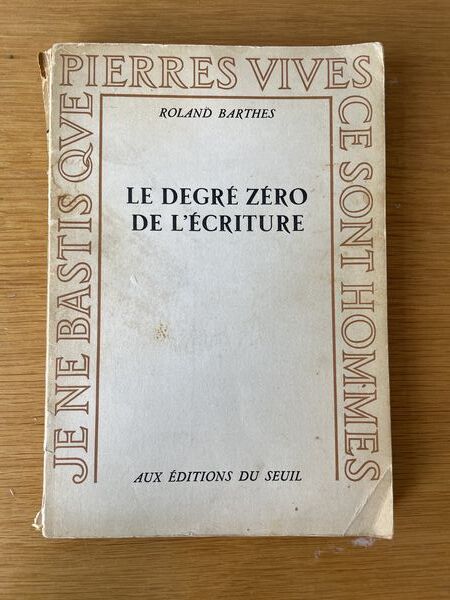 JE NE BASTIS QVE
PIERRES VIVES
CE SONT HOMMES
ROLAND BARTHES
LE DEGRÉ ZÉRO
DE L'ÉCRITURE
AUX ÉDITIONS DU SEUIL